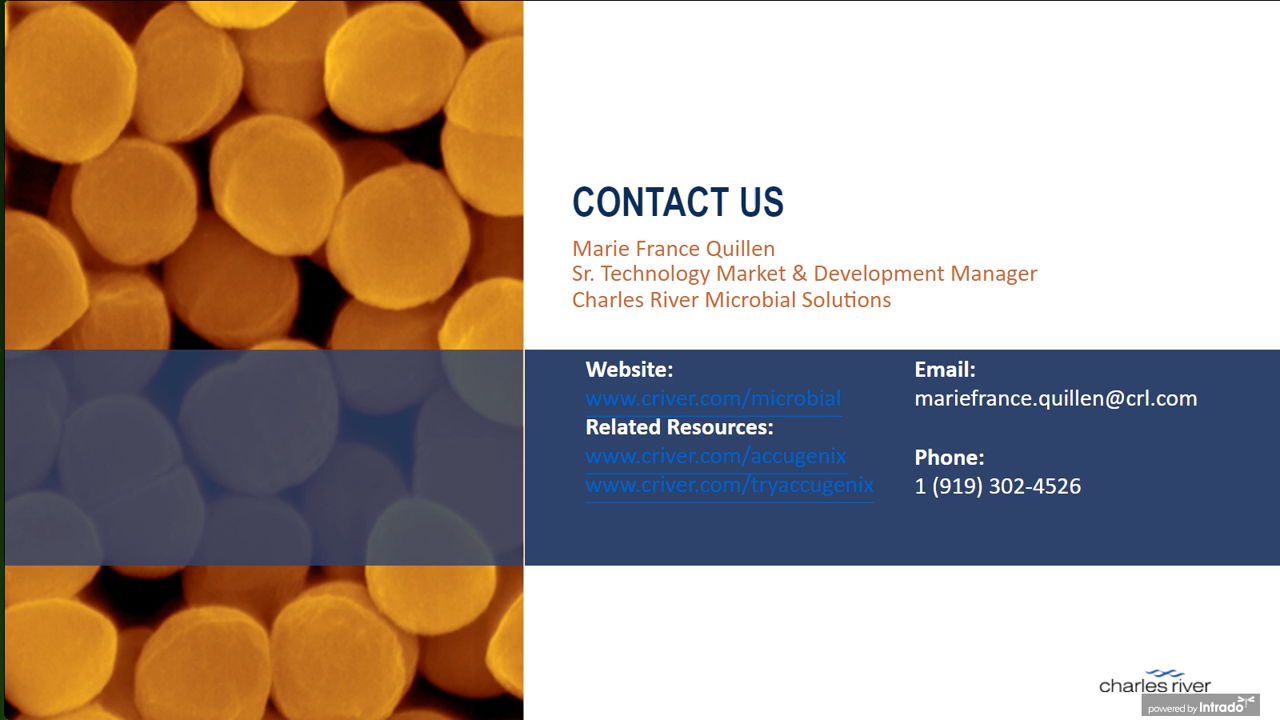 CONTACT US
Marie France Quillen
Sr. Technology Market & Development Manager
Charles River Microbial Solutions
Website:
www.criver.com/microbial
Related Resources:
www.criver.com/accugenix
www.criver.com/tryaccugenix
Email:
mariefrance.quillen@crl.com
Phone:
1 (919) 302-4526
charles river
powered by Intrado